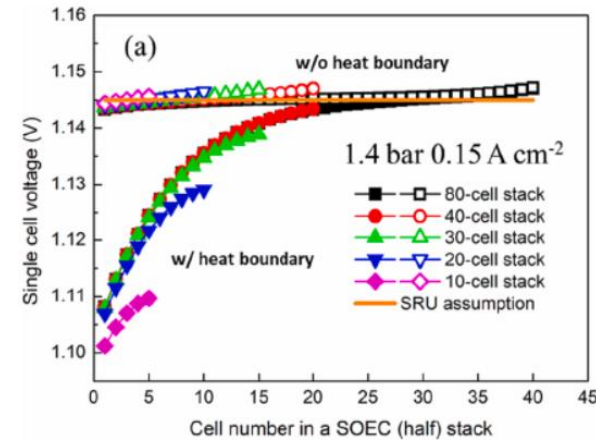 (a)
w/o heat boundary
1.4 bar 0.15 A cm-2
80-cell stack
40-cell stack
30-cell stack
20-cell stack
10-cell stack
SRU assumption
w/ heat boundary
Single cell voltage (V)
1.16
1.15
1.14
1.13
1.12
1.11
1.10
0 5 10 15 20 25 30 35 40 45
Cell number in a SOEC (half) stack